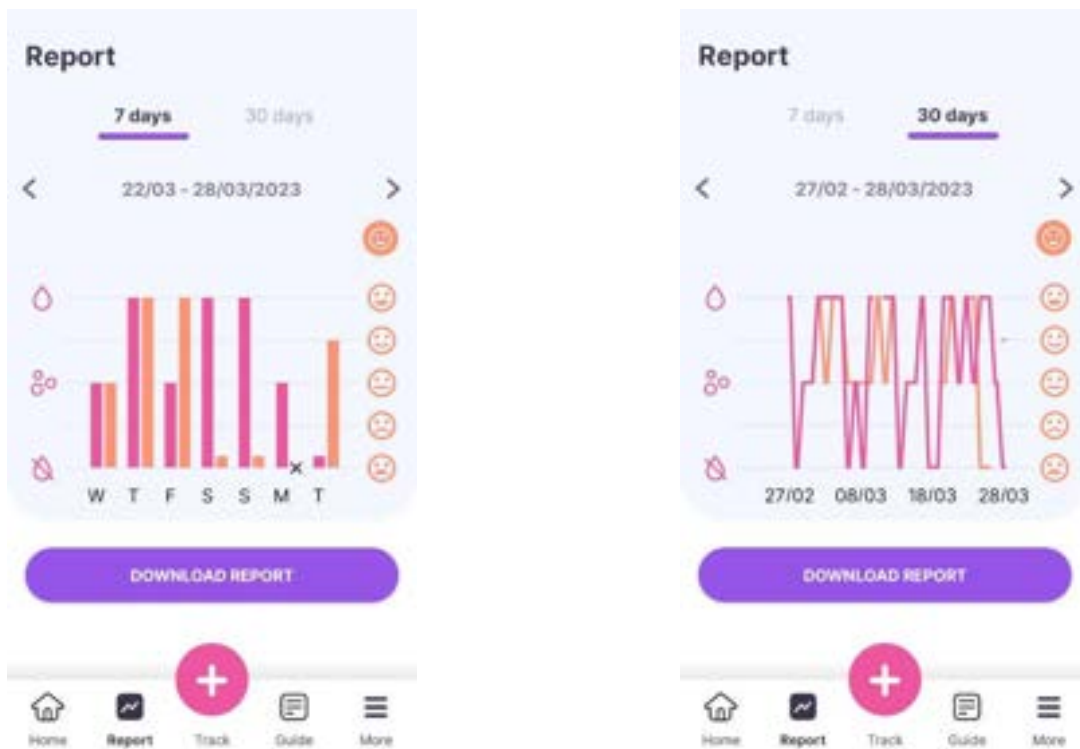 Report
7 days 30 days
22/03 - 28/03/2023
W T F S S M T
DOWNLOAD REPORT
Home Report Track Guide More
Report
7 days 30 days
27/02 - 28/03/2023
27/02 08/03 18/03 28/03
DOWNLOAD REPORT
Home Report Track Guide More